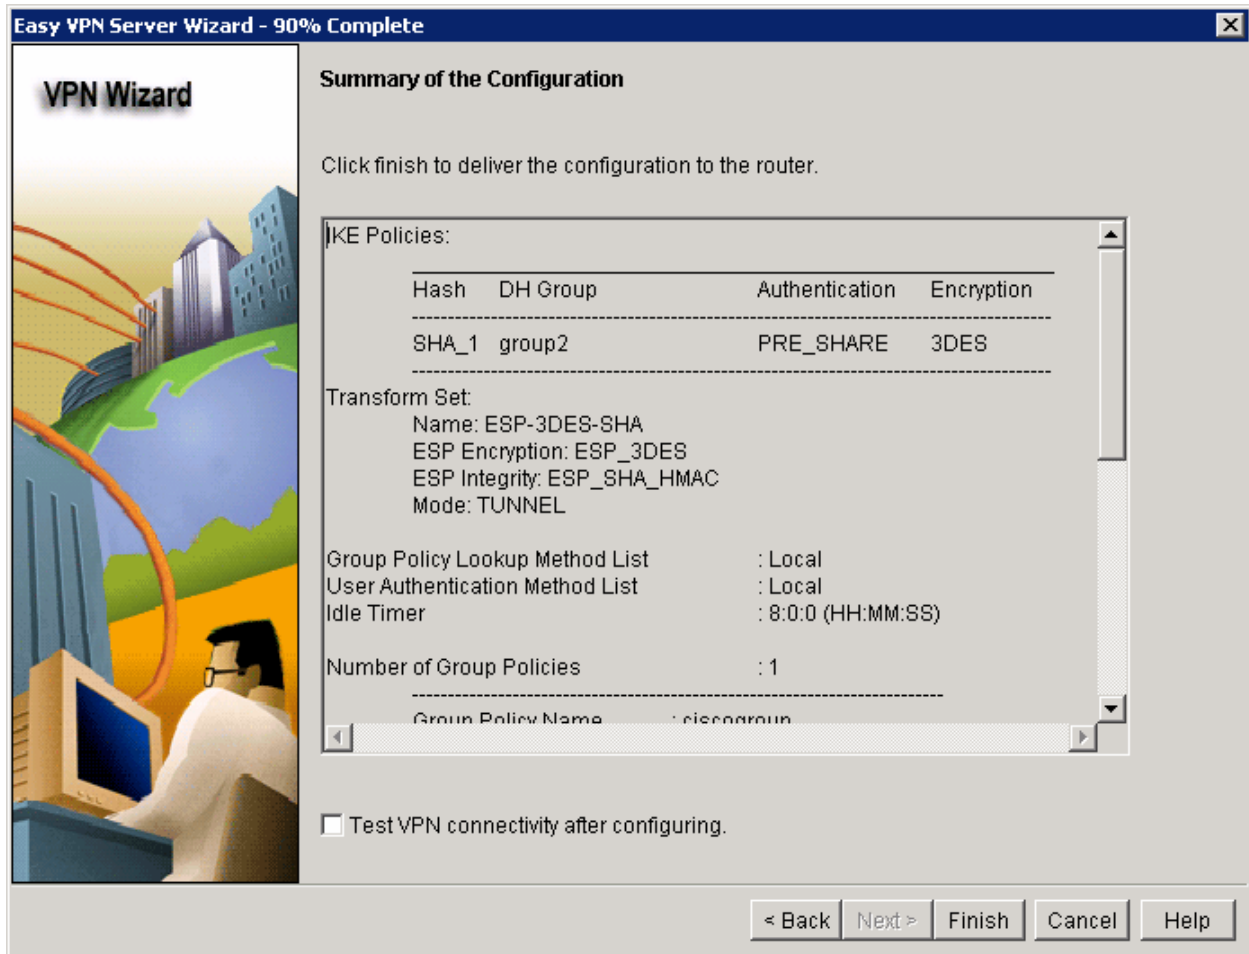 Easy VPN Server Wizard - 90% Complete
VPN Wizard
Summary of the Configuration
Click finish to deliver the configuration to the router.
IKE Policies:
Hash DH Group Authentication Encryption
SHA_1 group2 PRE_SHARE 3DES
Transform Set:
Name: ESP-3DES-SHA
ESP Encryption: ESP_3DES
ESP Integrity: ESP_SHA_HMAC
Mode: TUNNEL
Group Policy Lookup Method List : Local
User Authentication Method List : Local
Idle Timer : 8:0:0 (HH:MM:SS)
Number of Group Policies : 1
Group Policy Name : ciscogroup
Test VPN connectivity after configuring.
< Back Next > Finish Cancel Help